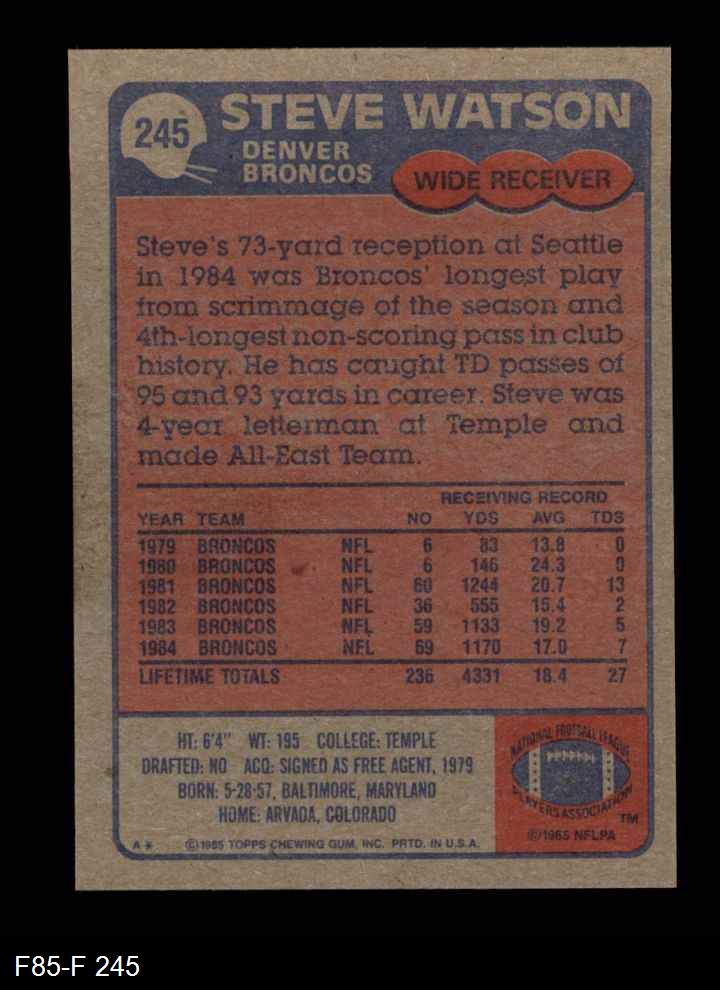 245
STEVE WATSON
DENVER
BRONCOS
WIDE RECEIVER
Steve's 73-yard reception at Seattle
in 1984 was Broncos' longest play
from scrimmage of the season and
4th-longest non-scoring pass in club
history. He has caught TD passes of
95 and 93 yards in career. Steve was
4-year letterman at Temple and
made All-East Team.
RECEIVING RECORD
YEAR TEAM NO YDS AVG TDS
1979 BRONCOS NFL 6 83 13.8 0
1980 BRONCOS NFL 6 146 24.3 0
1981 BRONCOS NFL 60 1244 20.7 13
1982 BRONCOS NFL 36 555 15.4 2
1983 BRONCOS NFL 59 1133 19.2 5
1984 BRONCOS NFL 69 1170 17.0 7
LIFETIME TOTALS 236 4331 18.4 27
HT: 6'4" WT: 195 COLLEGE: TEMPLE
DRAFTED: NO ACQ: SIGNED AS FREE AGENT, 1979
BORN: 5-28-57, BALTIMORE, MARYLAND
HOME: ARVADA, COLORADO
A* ©1985 TOPPS CHEWING GUM, INC. PRTD. IN U.S.A.
NATIONAL FOOTBALL LEAGUE
PLAYERS ASSOCIATION
TM
©1985 NFLPA
F85-F 245